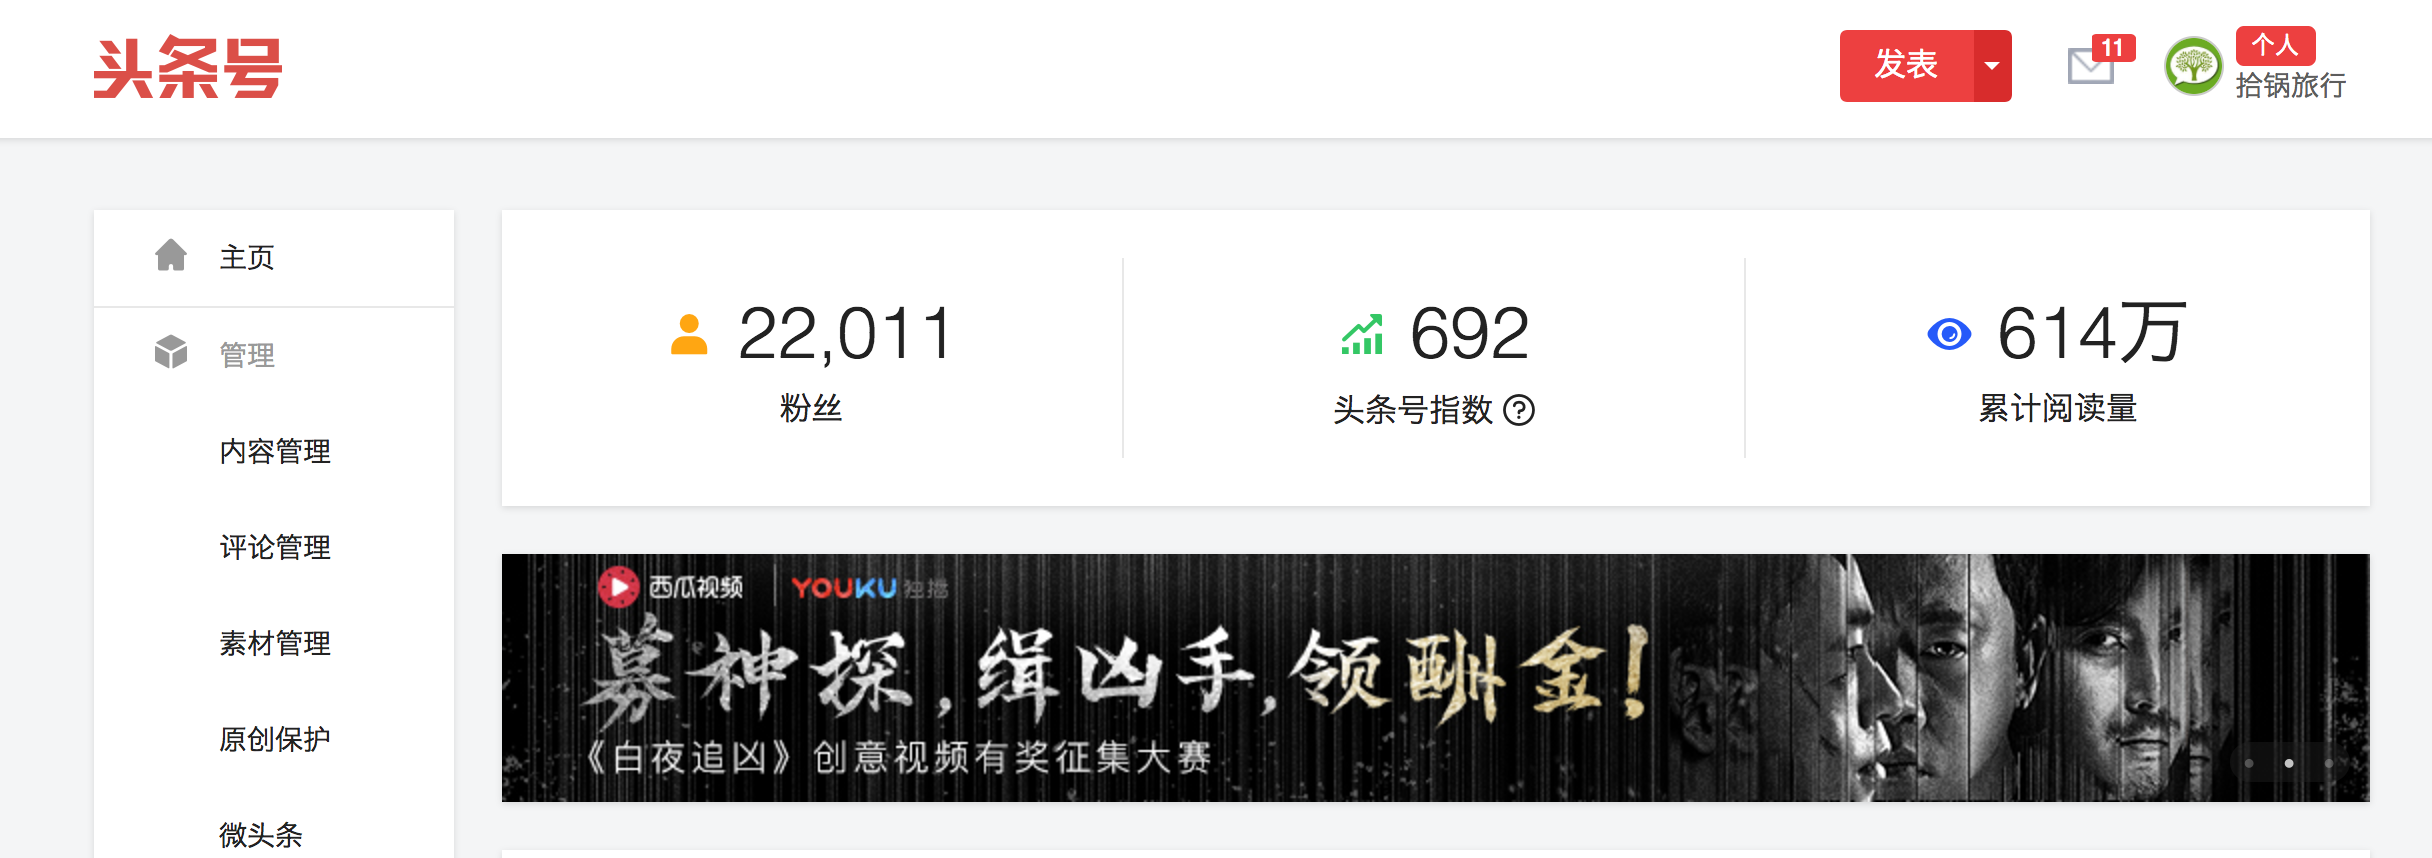 头条号
发表
11
个人
拾锅旅行
主页
管理
内容管理
评论管理
素材管理
原创保护
微头条
22,011
粉丝
692
头条号指数 ?
614万
累计阅读量
西瓜视频 YOUKU 独播
募神探,缉凶手,领酬金!
《白夜追凶》创意视频有奖征集大赛